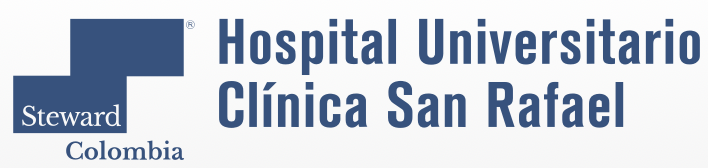 ®
Steward
Colombia
Hospital Universitario
Clínica San Rafael